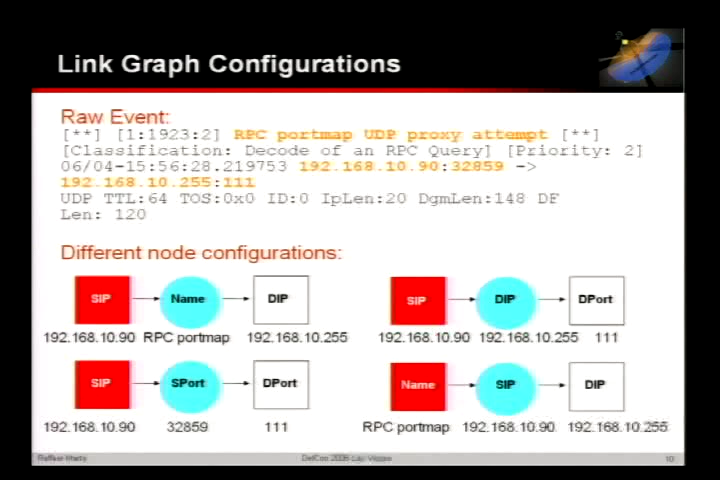 Link Graph Configurations
Raw Event:
[**] [1:1923:2] RPC portmap UDP proxy attempt [**]
[Classification: Decode of an RPC Query] [Priority: 2]
06/04-15:56:28.219753 192.168.10.90:32859 ->
192.168.10.255:111
UDP TTL:64 TOS:0x0 ID:0 IpLen:20 DgmLen:148 DF
Len: 120
Different node configurations:
SIP Name DIP
192.168.10.90 RPC portmap 192.168.10.255
SIP DIP DPort
192.168.10.90 192.168.10.255 111
SIP SPort DPort
192.168.10.90 32859 111
Name SIP DIP
RPC portmap 192.168.10.90 192.168.10.255
Raffael Marty
DefCon 2006 Las Vegas
10